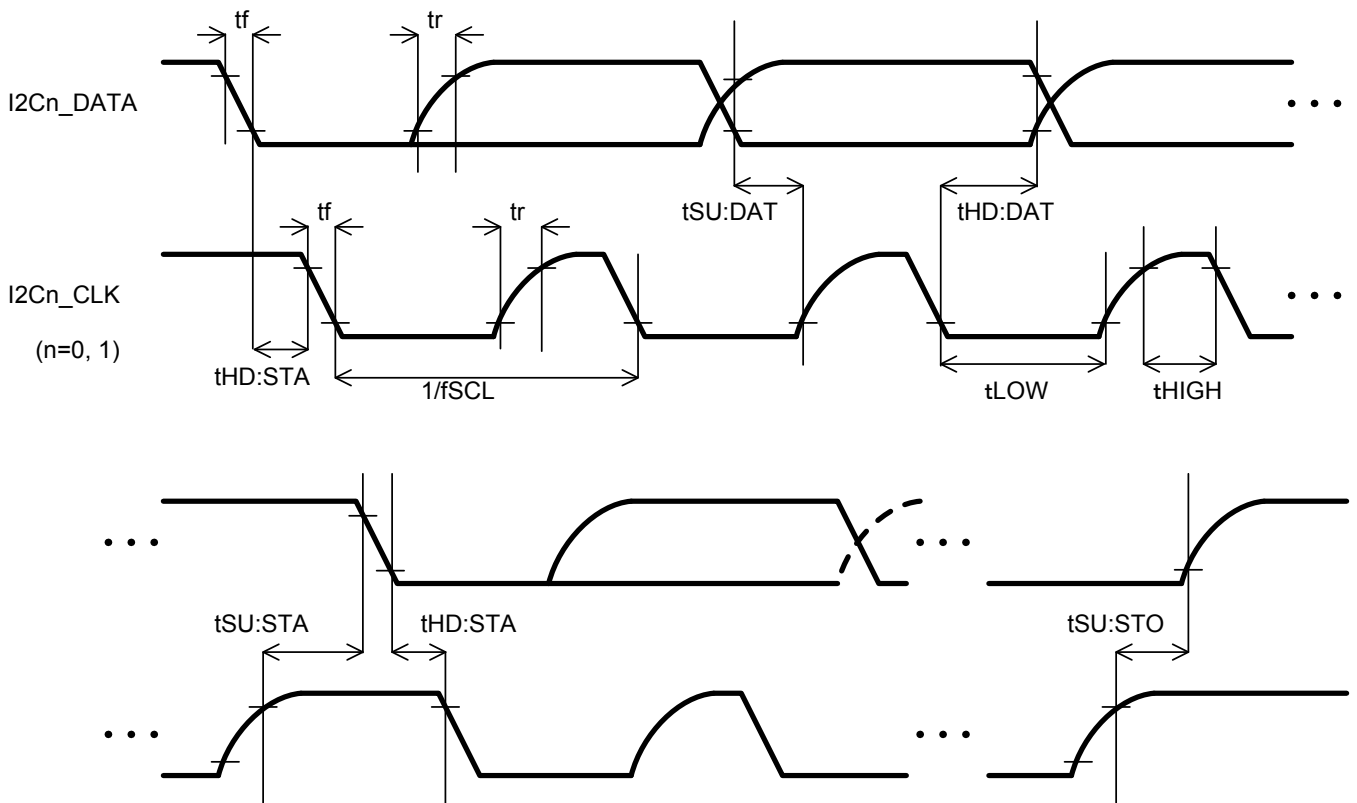 tf
tr
I2Cn_DATA
• • •
tSU:DAT
tHD:DAT
tf
tr
I2Cn_CLK
• • •
(n=0, 1)
tHD:STA
1/fSCL
tLOW
tHIGH
• • •
• • •
tSU:STA
tHD:STA
tSU:STO
• • •
• • •